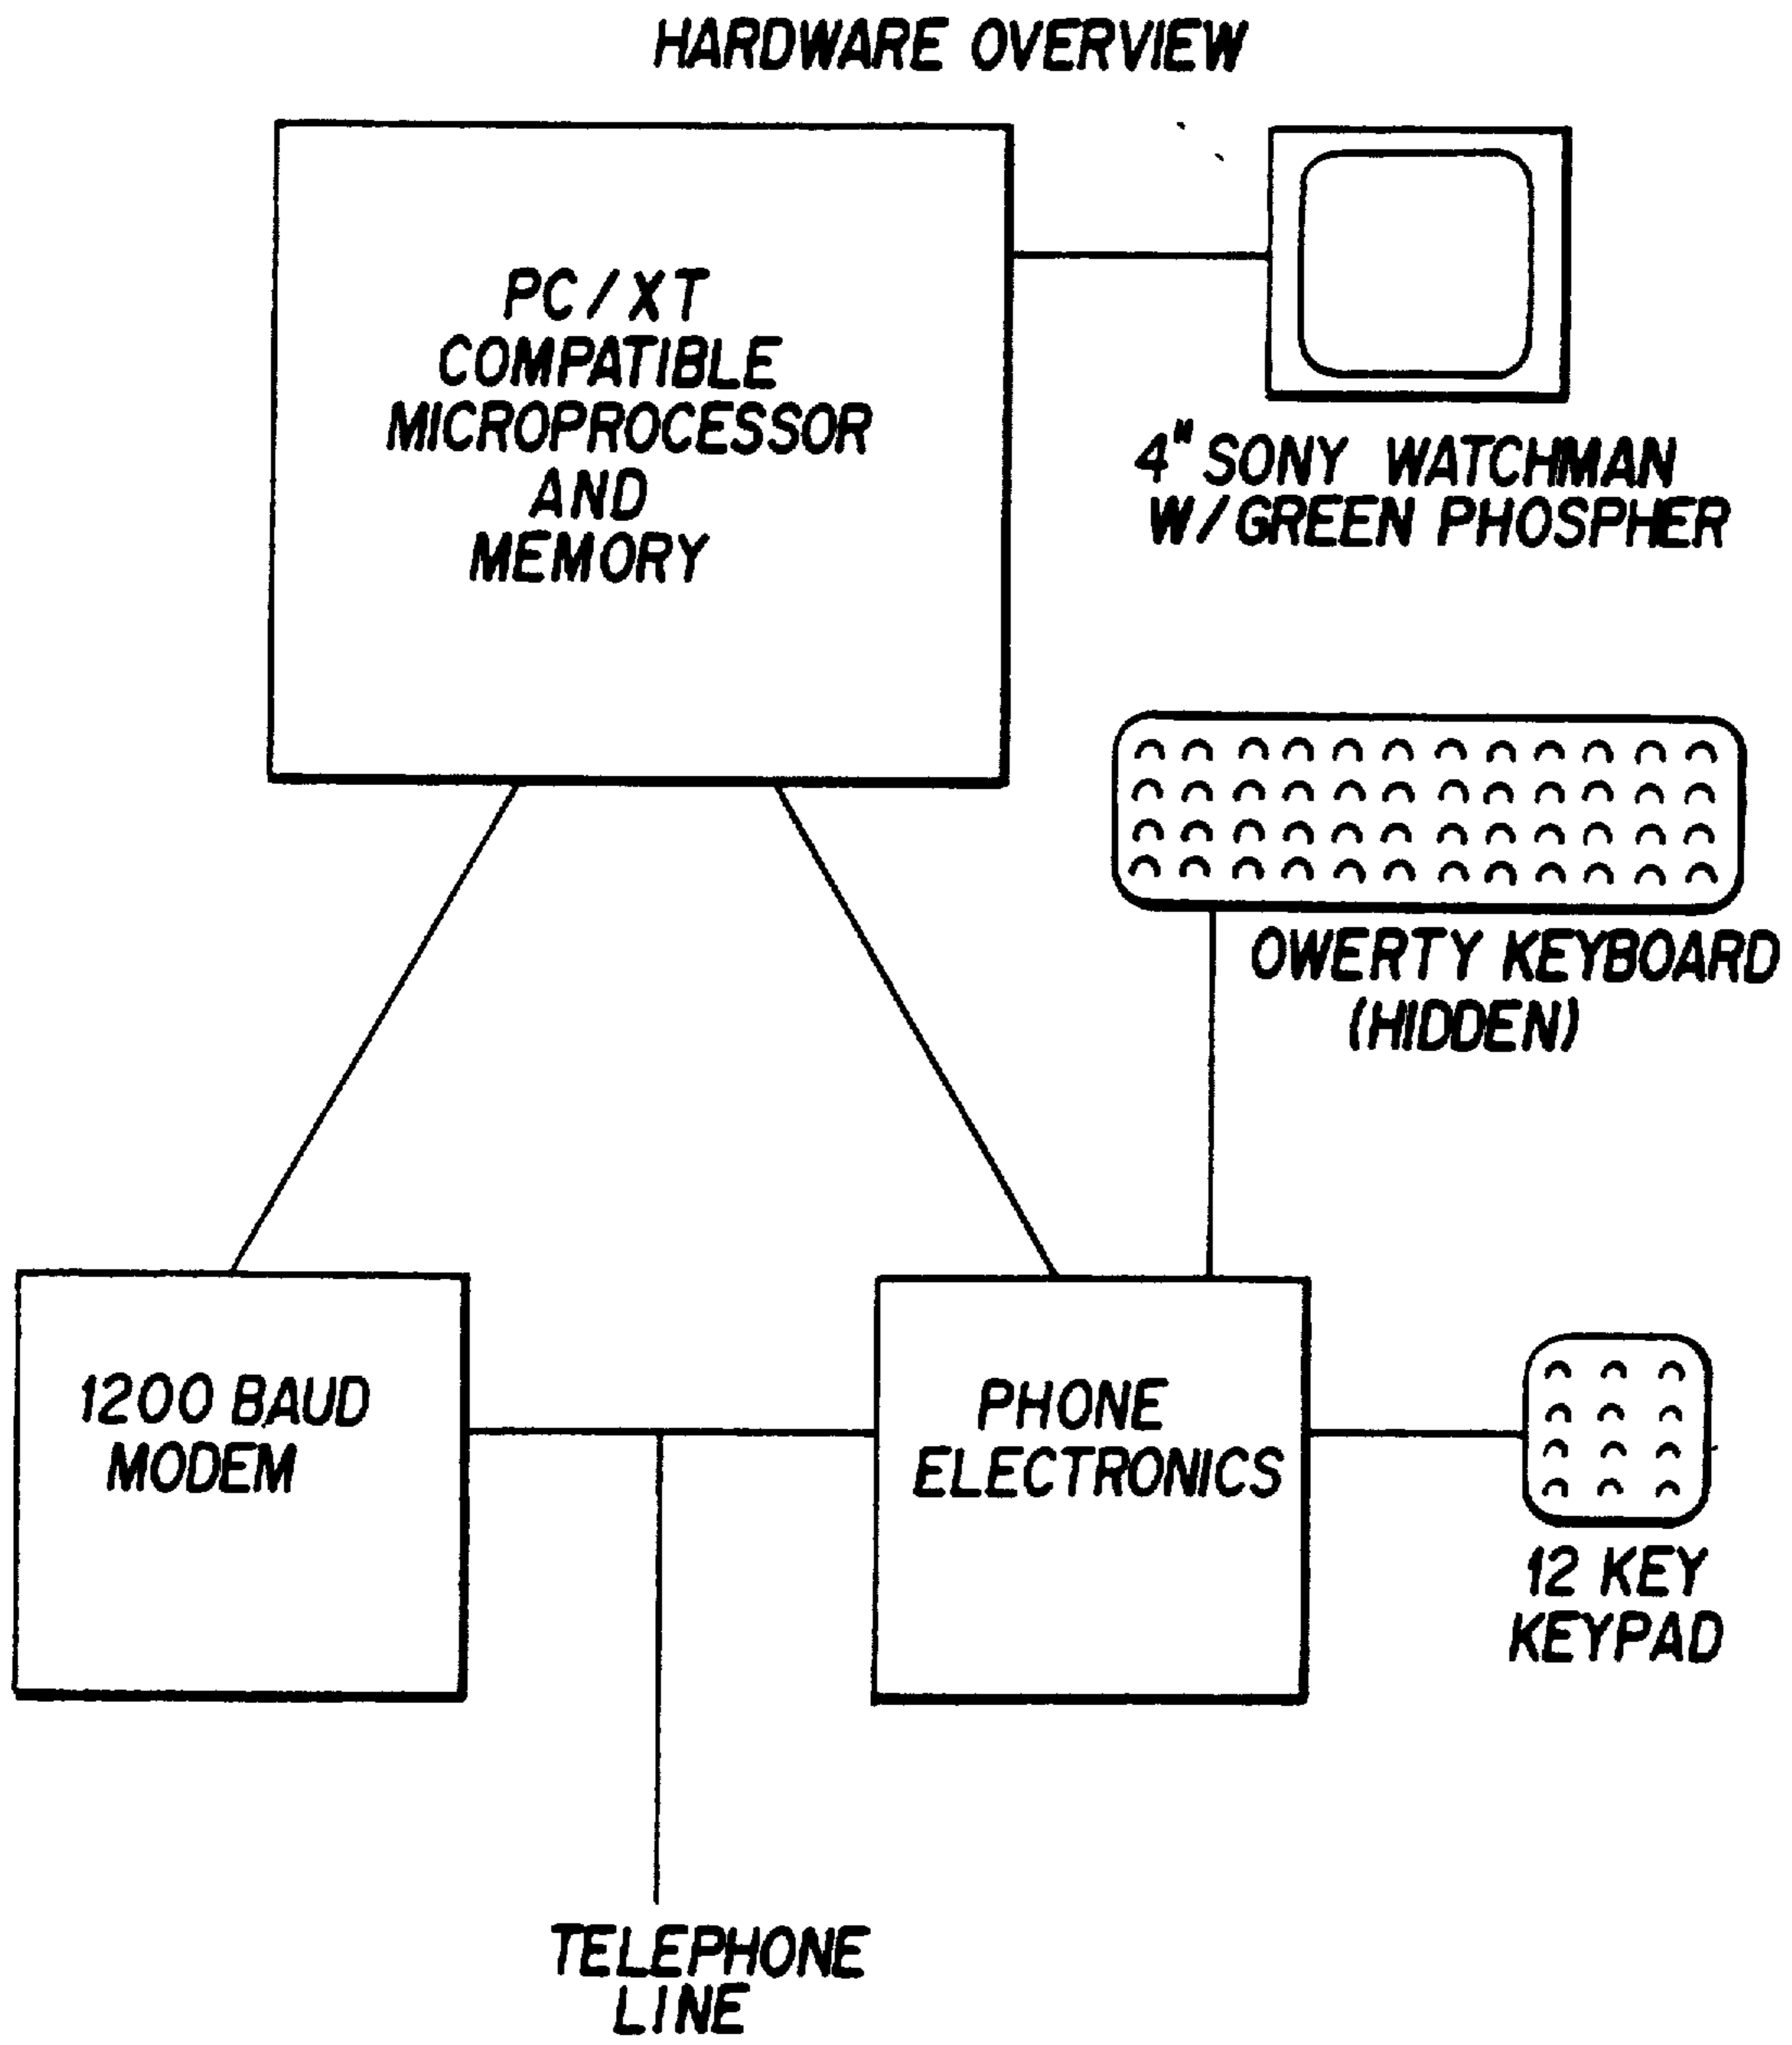 HARDWARE OVERVIEW
PC/XT
COMPATIBLE
MICROPROCESSOR
AND
MEMORY
4" SONY WATCHMAN
W/GREEN PHOSPHER
QWERTY KEYBOARD
(HIDDEN)
1200 BAUD
MODEM
PHONE
ELECTRONICS
12 KEY
KEYPAD
TELEPHONE
LINE